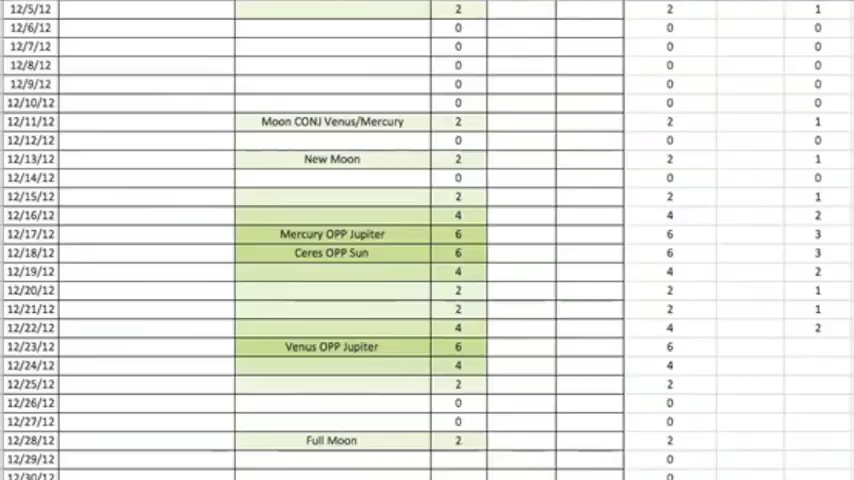 12/5/12 2 2 1
12/6/12 0 0 0
12/7/12 0 0 0
12/8/12 0 0 0
12/9/12 0 0 0
12/10/12 0 0 0
12/11/12 Moon CONJ Venus/Mercury 2 2 1
12/12/12 0 0 0
12/13/12 New Moon 2 2 1
12/14/12 0 0 0
12/15/12 2 2 1
12/16/12 4 4 2
12/17/12 Mercury OPP Jupiter 6 6 3
12/18/12 Ceres OPP Sun 6 6 3
12/19/12 4 4 2
12/20/12 2 2 1
12/21/12 2 2 1
12/22/12 4 4 2
12/23/12 Venus OPP Jupiter 6 6
12/24/12 4 4
12/25/12 2 2
12/26/12 0 0
12/27/12 0 0
12/28/12 Full Moon 2 2
12/29/12 0
12/30/12 0